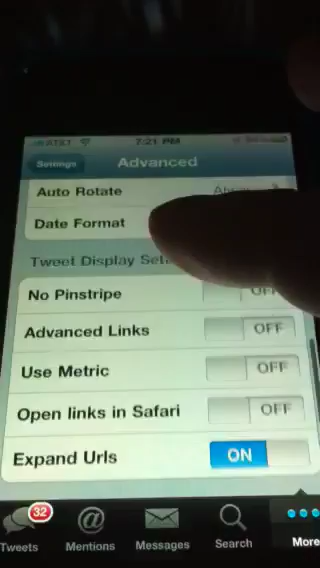 AT&T 7:21 PM
Settings Advanced
Auto Rotate
Date Format
Tweet Display
No Pinstripe OFF
Advanced Links OFF
Use Metric OFF
Open links in Safari OFF
Expand Urls ON
32
Tweets Mentions Messages Search More